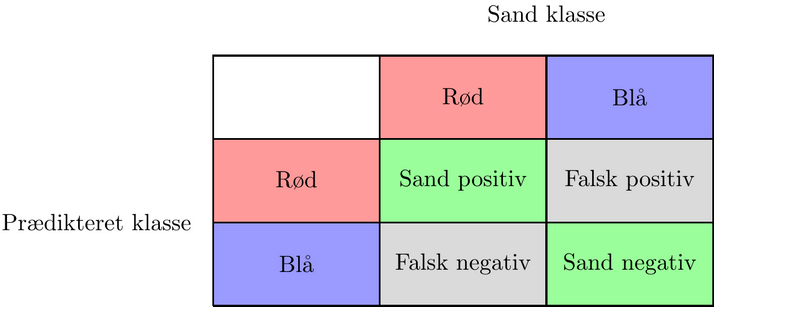 Sand klasse
Rød Blå
Rød Sand positiv Falsk positiv
Prædikteret klasse
Blå Falsk negativ Sand negativ